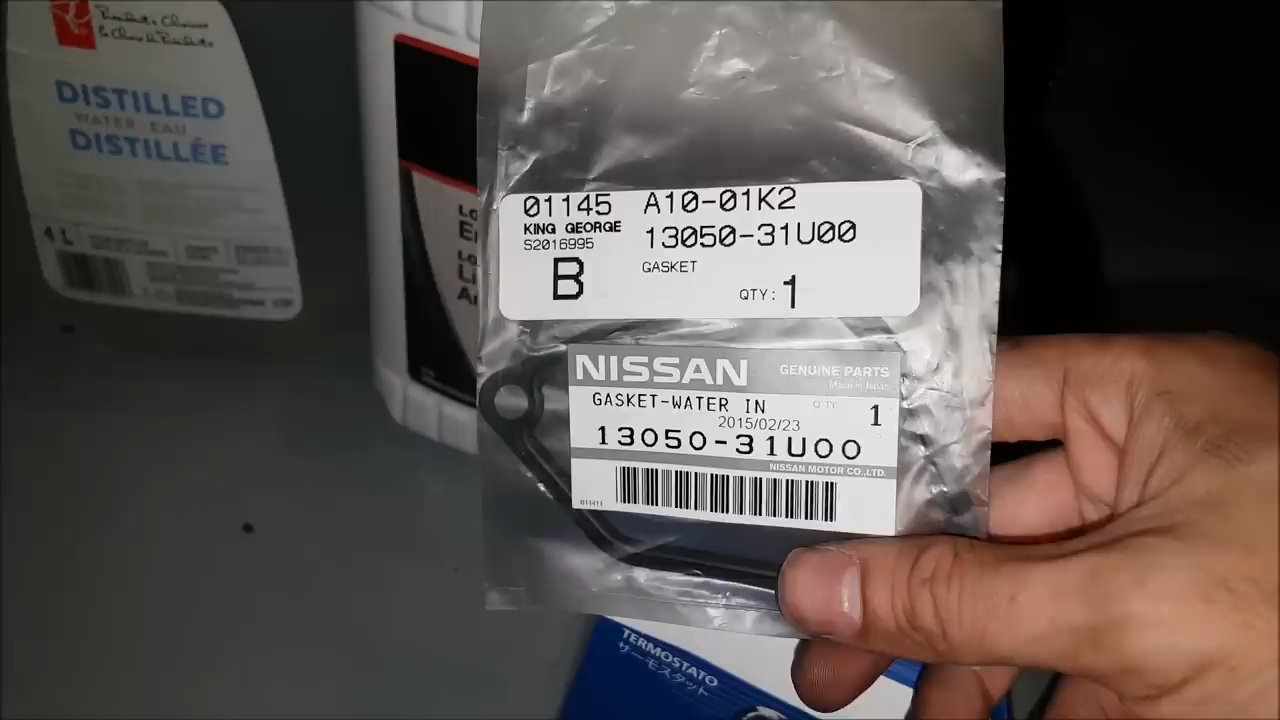 DISTILLED
WATER EAU
DISTILLÉE
4 L
01145 A10-01K2
KING GEORGE
S2016995
13050-31U00
B
GASKET
QTY: 1
NISSAN
GENUINE PARTS
Made in Japan
GASKET-WATER IN
Q'TY 1
2015/02/23
13050-31U00
NISSAN MOTOR CO.,LTD.
TERMOSTATO
サーモスタット